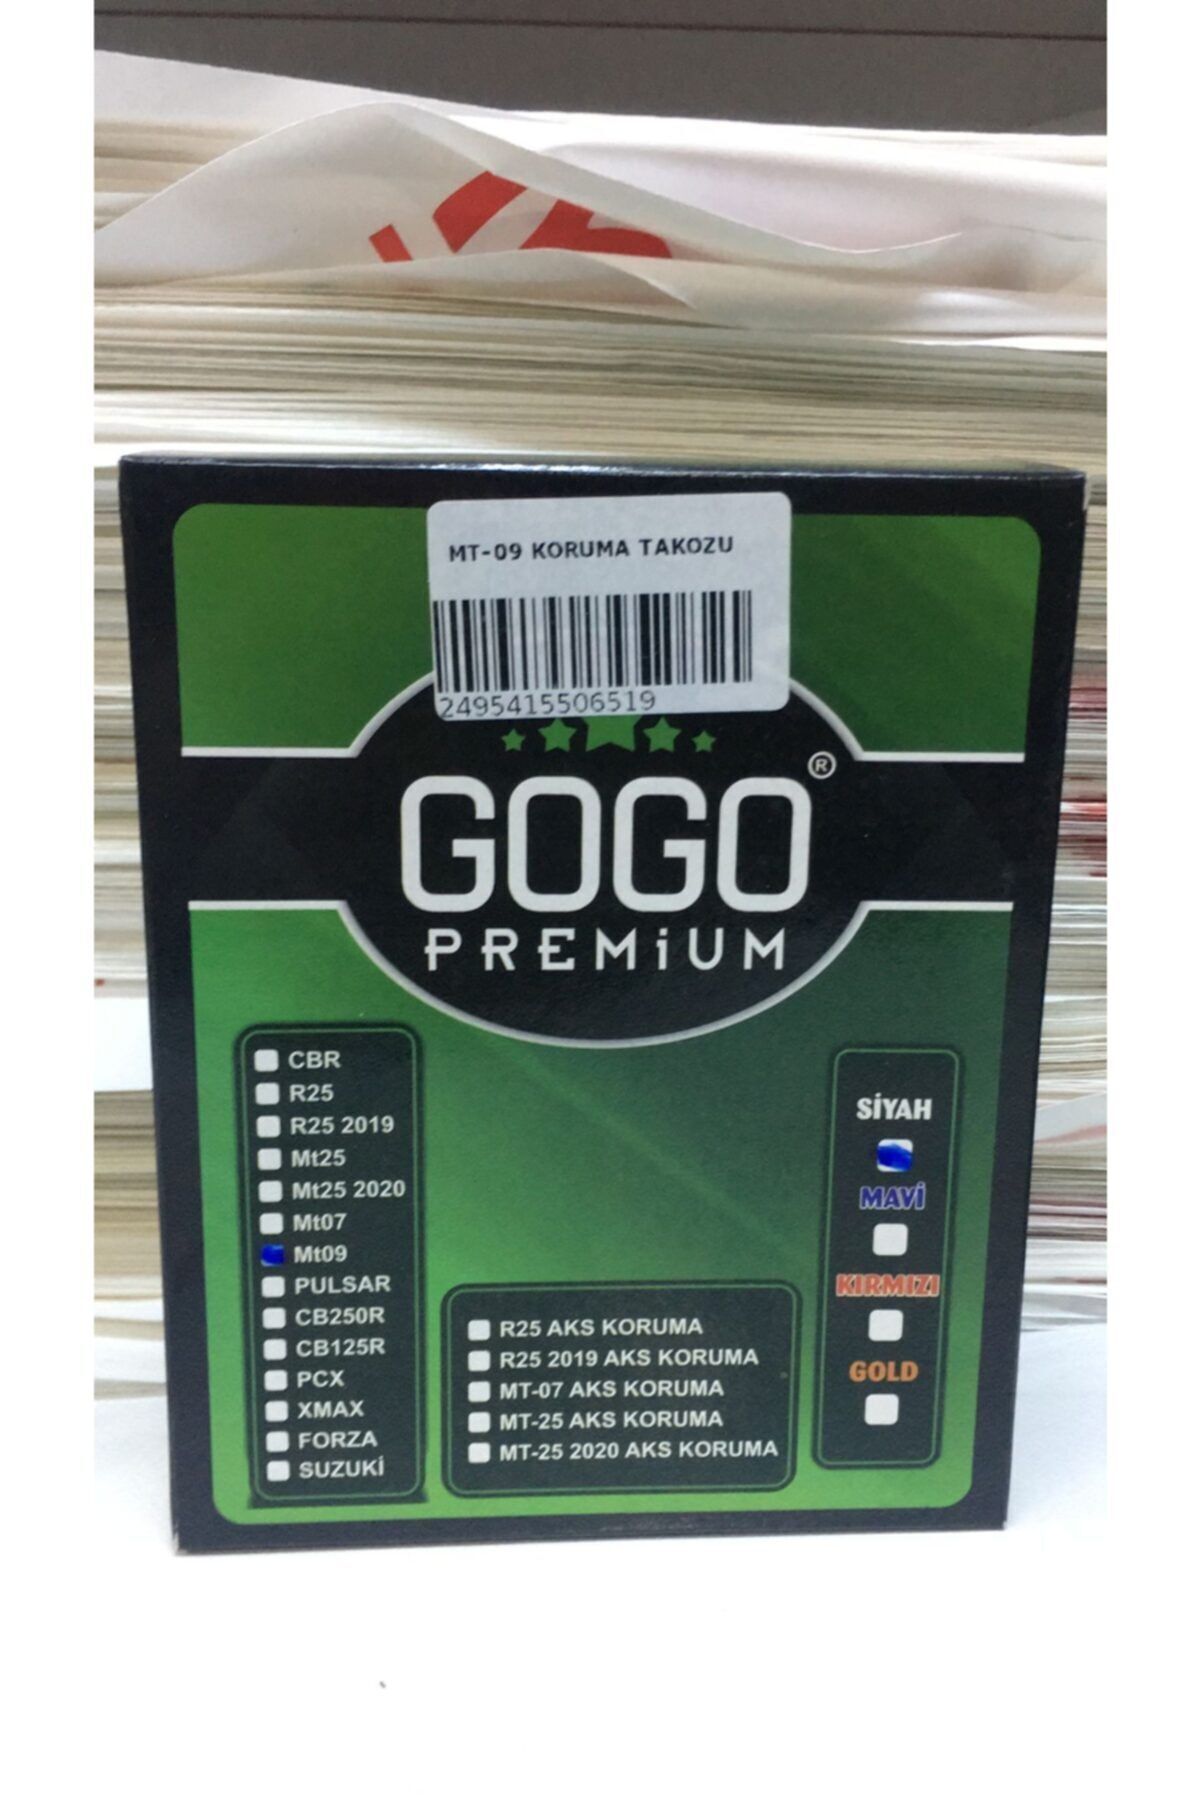 MT-09 KORUMA TAKOZU
2495415506519
GOGO®
PREMiUM
CBR
R25
R25 2019
Mt25
Mt25 2020
Mt07
Mt09
PULSAR
CB250R
CB125R
PCX
XMAX
FORZA
SUZUKİ
R25 AKS KORUMA
R25 2019 AKS KORUMA
MT-07 AKS KORUMA
MT-25 AKS KORUMA
MT-25 2020 AKS KORUMA
SİYAH
MAVİ
KIRMIZI
GOLD